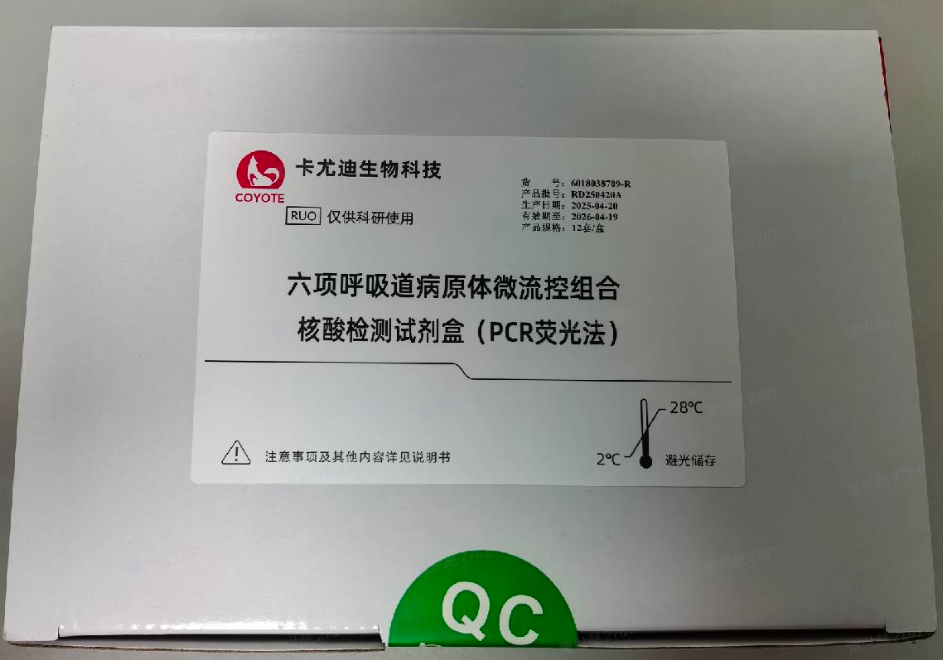 卡尤迪生物科技
COYOTE
RUO 仅供科研使用
货 号: 6018038709-R
产品批号: RD250420A
生产日期: 2025-04-20
有效期至: 2026-04-19
产品规格: 12套/盒
六项呼吸道病原体微流控组合
核酸检测试剂盒（PCR荧光法）
28℃
2℃
避光储存
注意事项及其他内容详见说明书
QC